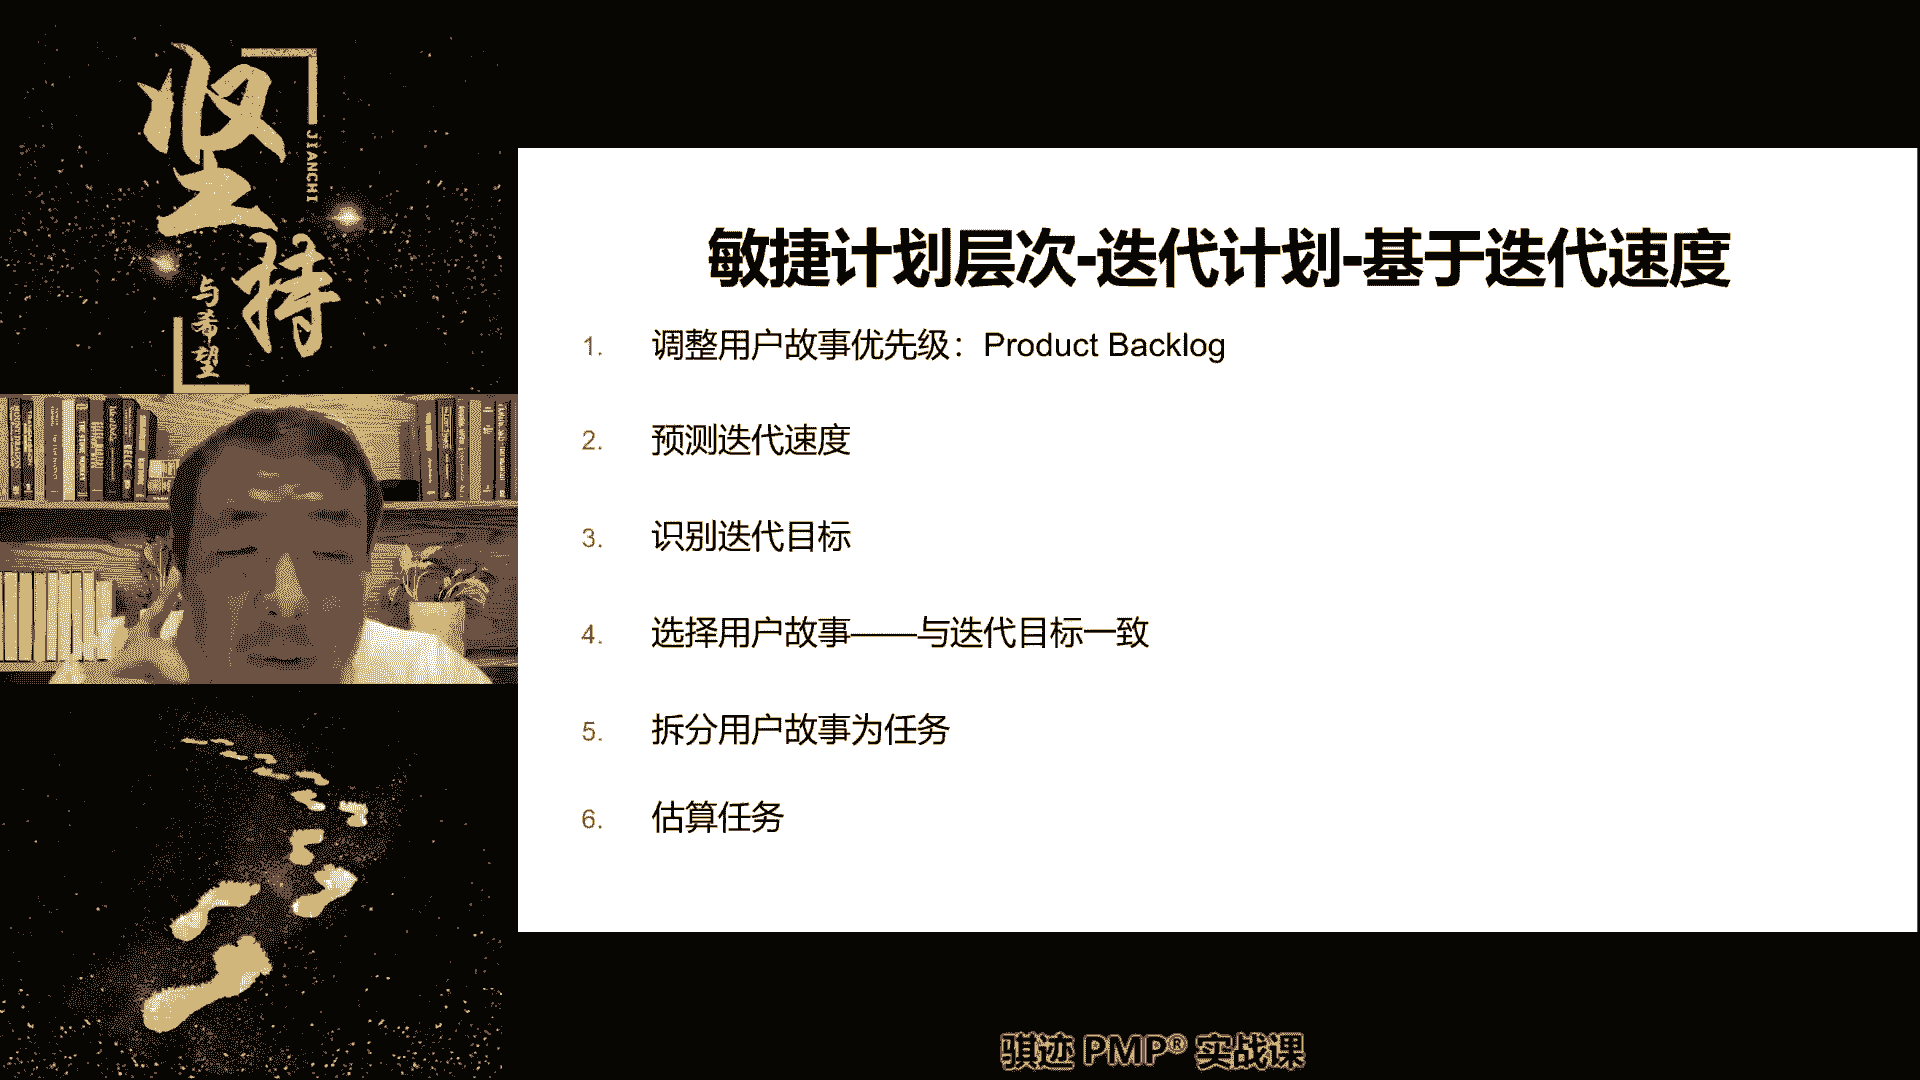 坚持
JIANCHI
与希望
敏捷计划层次-迭代计划-基于迭代速度
1. 调整用户故事优先级：Product Backlog
2. 预测迭代速度
3. 识别迭代目标
4. 选择用户故事——与迭代目标一致
5. 拆分用户故事为任务
6. 估算任务
骐迹 PMP® 实战课